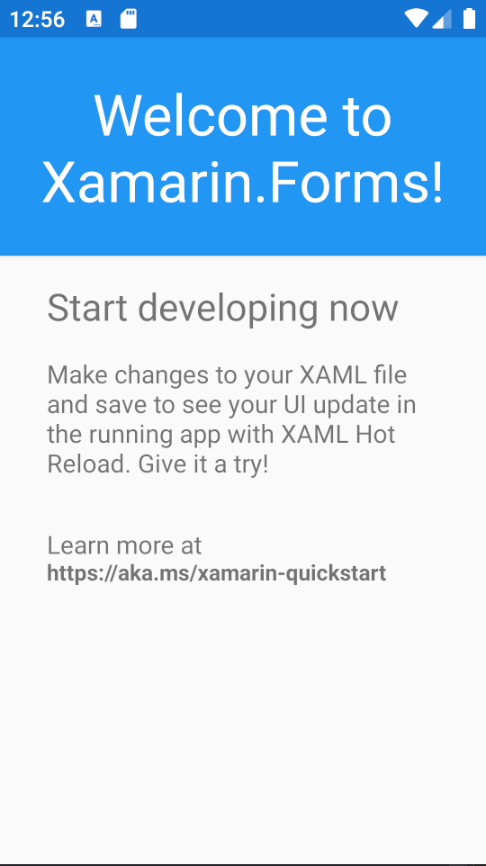 12:56
A
Welcome to
Xamarin.Forms!
Start developing now
Make changes to your XAML file
and save to see your UI update in
the running app with XAML Hot
Reload. Give it a try!
Learn more at
https://aka.ms/xamarin-quickstart